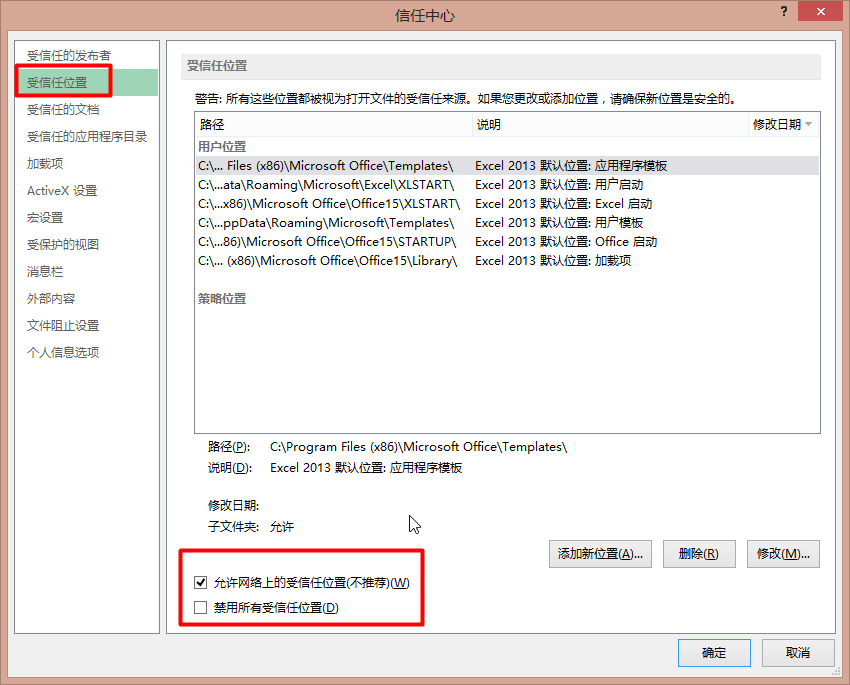 信任中心
?
受信任的发布者
受信任位置
受信任的文档
受信任的应用程序目录
加载项
ActiveX 设置
宏设置
受保护的视图
消息栏
外部内容
文件阻止设置
个人信息选项
受信任位置
警告: 所有这些位置都被视为打开文件的受信任来源。如果您更改或添加位置，请确保新位置是安全的。
路径 说明 修改日期
用户位置
C:\... Files (x86)\Microsoft Office\Templates\ Excel 2013 默认位置: 应用程序模板
C:\...ata\Roaming\Microsoft\Excel\XLSTART\ Excel 2013 默认位置: 用户启动
C:\...x86)\Microsoft Office\Office15\XLSTART\ Excel 2013 默认位置: Excel 启动
C:\...ppData\Roaming\Microsoft\Templates\ Excel 2013 默认位置: 用户模板
C:\...86)\Microsoft Office\Office15\STARTUP\ Excel 2013 默认位置: Office 启动
C:\... (x86)\Microsoft Office\Office15\Library\ Excel 2013 默认位置: 加载项
策略位置
路径(P): C:\Program Files (x86)\Microsoft Office\Templates\
说明(D): Excel 2013 默认位置: 应用程序模板
修改日期:
子文件夹: 允许
添加新位置(A)... 删除(R) 修改(M)...
允许网络上的受信任位置(不推荐)(W)
禁用所有受信任位置(D)
确定 取消